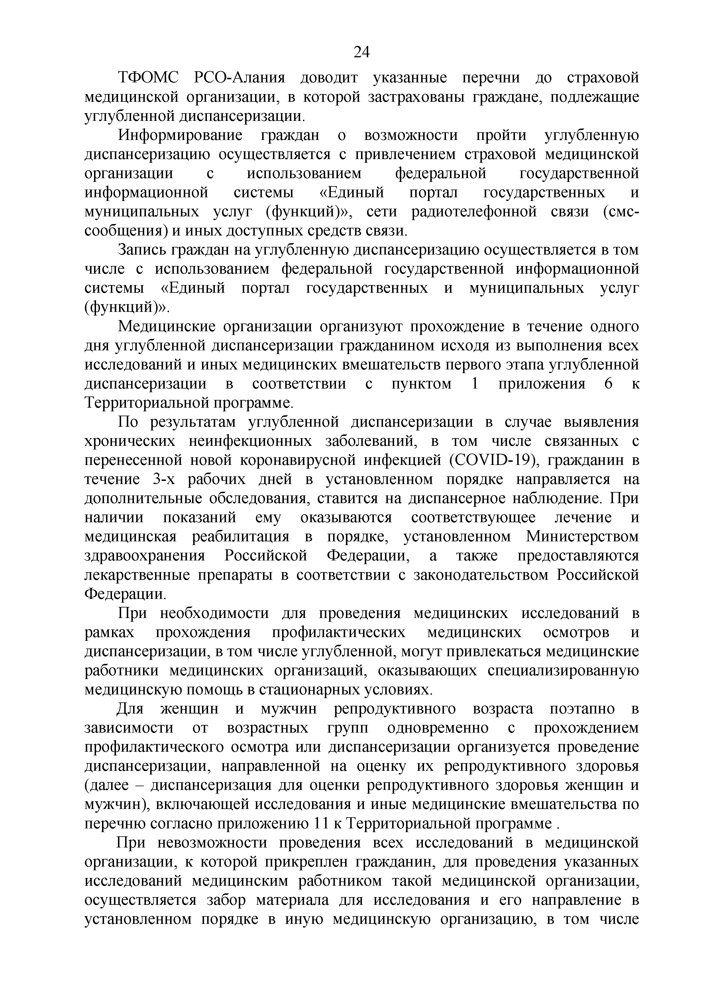 24
ТФОМС РСО-Алания доводит указанные перечни до страховой
медицинской организации, в которой застрахованы граждане, подлежащие
углубленной диспансеризации.
Информирование граждан о возможности пройти углубленную
диспансеризацию осуществляется с привлечением страховой медицинской
организации с использованием федеральной государственной
информационной системы «Единый портал государственных и
муниципальных услуг (функций)», сети радиотелефонной связи (смс-
сообщения) и иных доступных средств связи.
Запись граждан на углубленную диспансеризацию осуществляется в том
числе с использованием федеральной государственной информационной
системы «Единый портал государственных и муниципальных услуг
(функций)».
Медицинские организации организуют прохождение в течение одного
дня углубленной диспансеризации гражданином исходя из выполнения всех
исследований и иных медицинских вмешательств первого этапа углубленной
диспансеризации в соответствии с пунктом 1 приложения 6 к
Территориальной программе.
По результатам углубленной диспансеризации в случае выявления
хронических неинфекционных заболеваний, в том числе связанных с
перенесенной новой коронавирусной инфекцией (COVID-19), гражданин в
течение 3-х рабочих дней в установленном порядке направляется на
дополнительные обследования, ставится на диспансерное наблюдение. При
наличии показаний ему оказываются соответствующее лечение и
медицинская реабилитация в порядке, установленном Министерством
здравоохранения Российской Федерации, а также предоставляются
лекарственные препараты в соответствии с законодательством Российской
Федерации.
При необходимости для проведения медицинских исследований в
рамках прохождения профилактических медицинских осмотров и
диспансеризации, в том числе углубленной, могут привлекаться медицинские
работники медицинских организаций, оказывающих специализированную
медицинскую помощь в стационарных условиях.
Для женщин и мужчин репродуктивного возраста поэтапно в
зависимости от возрастных групп одновременно с прохождением
профилактического осмотра или диспансеризации организуется проведение
диспансеризации, направленной на оценку их репродуктивного здоровья
(далее – диспансеризация для оценки репродуктивного здоровья женщин и
мужчин), включающей исследования и иные медицинские вмешательства по
перечню согласно приложению 11 к Территориальной программе .
При невозможности проведения всех исследований в медицинской
организации, к которой прикреплен гражданин, для проведения указанных
исследований медицинским работником такой медицинской организации,
осуществляется забор материала для исследования и его направление в
установленном порядке в иную медицинскую организацию, в том числе